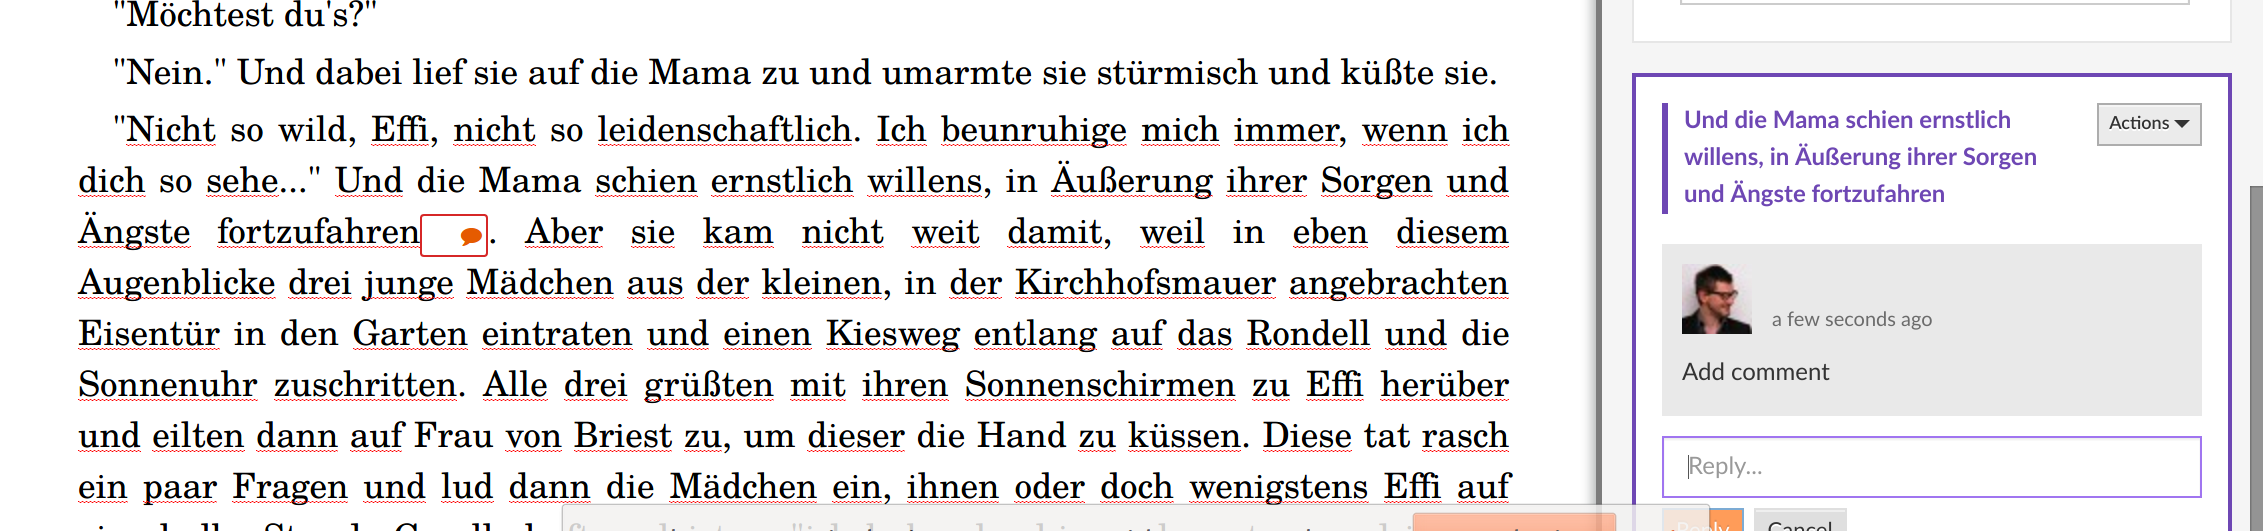 "Möchtest du's?"
"Nein." Und dabei lief sie auf die Mama zu und umarmte sie stürmisch und küßte sie.
"Nicht so wild, Effi, nicht so leidenschaftlich. Ich beunruhige mich immer, wenn ich
dich so sehe..." Und die Mama schien ernstlich willens, in Äußerung ihrer Sorgen und
Ängste fortzufahren. Aber sie kam nicht weit damit, weil in eben diesem
Augenblicke drei junge Mädchen aus der kleinen, in der Kirchhofsmauer angebrachten
Eisentür in den Garten eintraten und einen Kiesweg entlang auf das Rondell und die
Sonnenuhr zuschritten. Alle drei grüßten mit ihren Sonnenschirmen zu Effi herüber
und eilten dann auf Frau von Briest zu, um dieser die Hand zu küssen. Diese tat rasch
ein paar Fragen und lud dann die Mädchen ein, ihnen oder doch wenigstens Effi auf
Und die Mama schien ernstlich
willens, in Äußerung ihrer Sorgen
und Ängste fortzufahren
Actions
a few seconds ago
Add comment
Reply...
Reply
Cancel